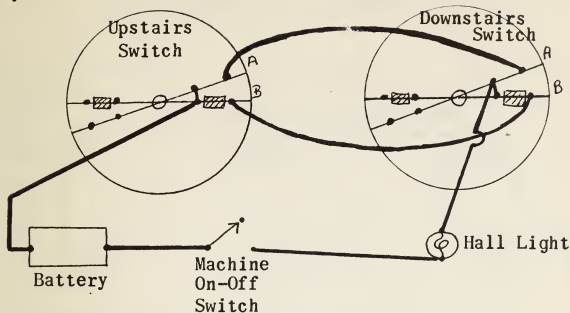 Upstairs
Switch
Downstairs
Switch
A
B
A
B
Hall Light
Battery
Machine
On-Off
Switch